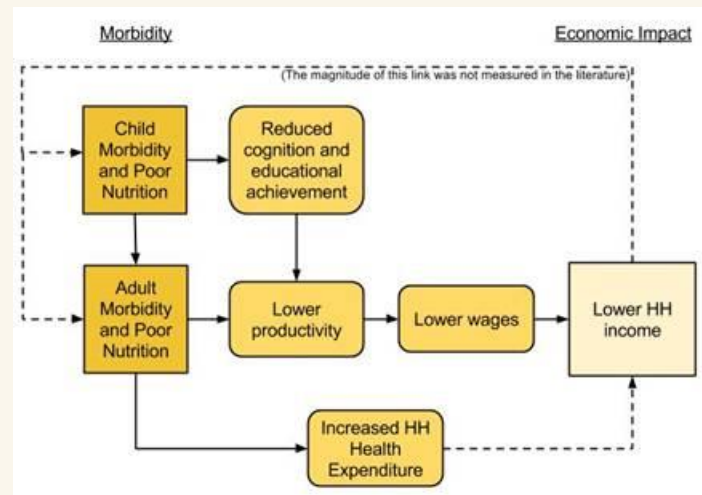 Morbidity
Economic Impact
(The magnitude of this link was not measured in the literature)
Child
Morbidity
and Poor
Nutrition
Reduced
cognition and
educational
achievement
Adult
Morbidity
and Poor
Nutrition
Lower
productivity
Lower wages
Lower HH
income
Increased HH
Health
Expenditure